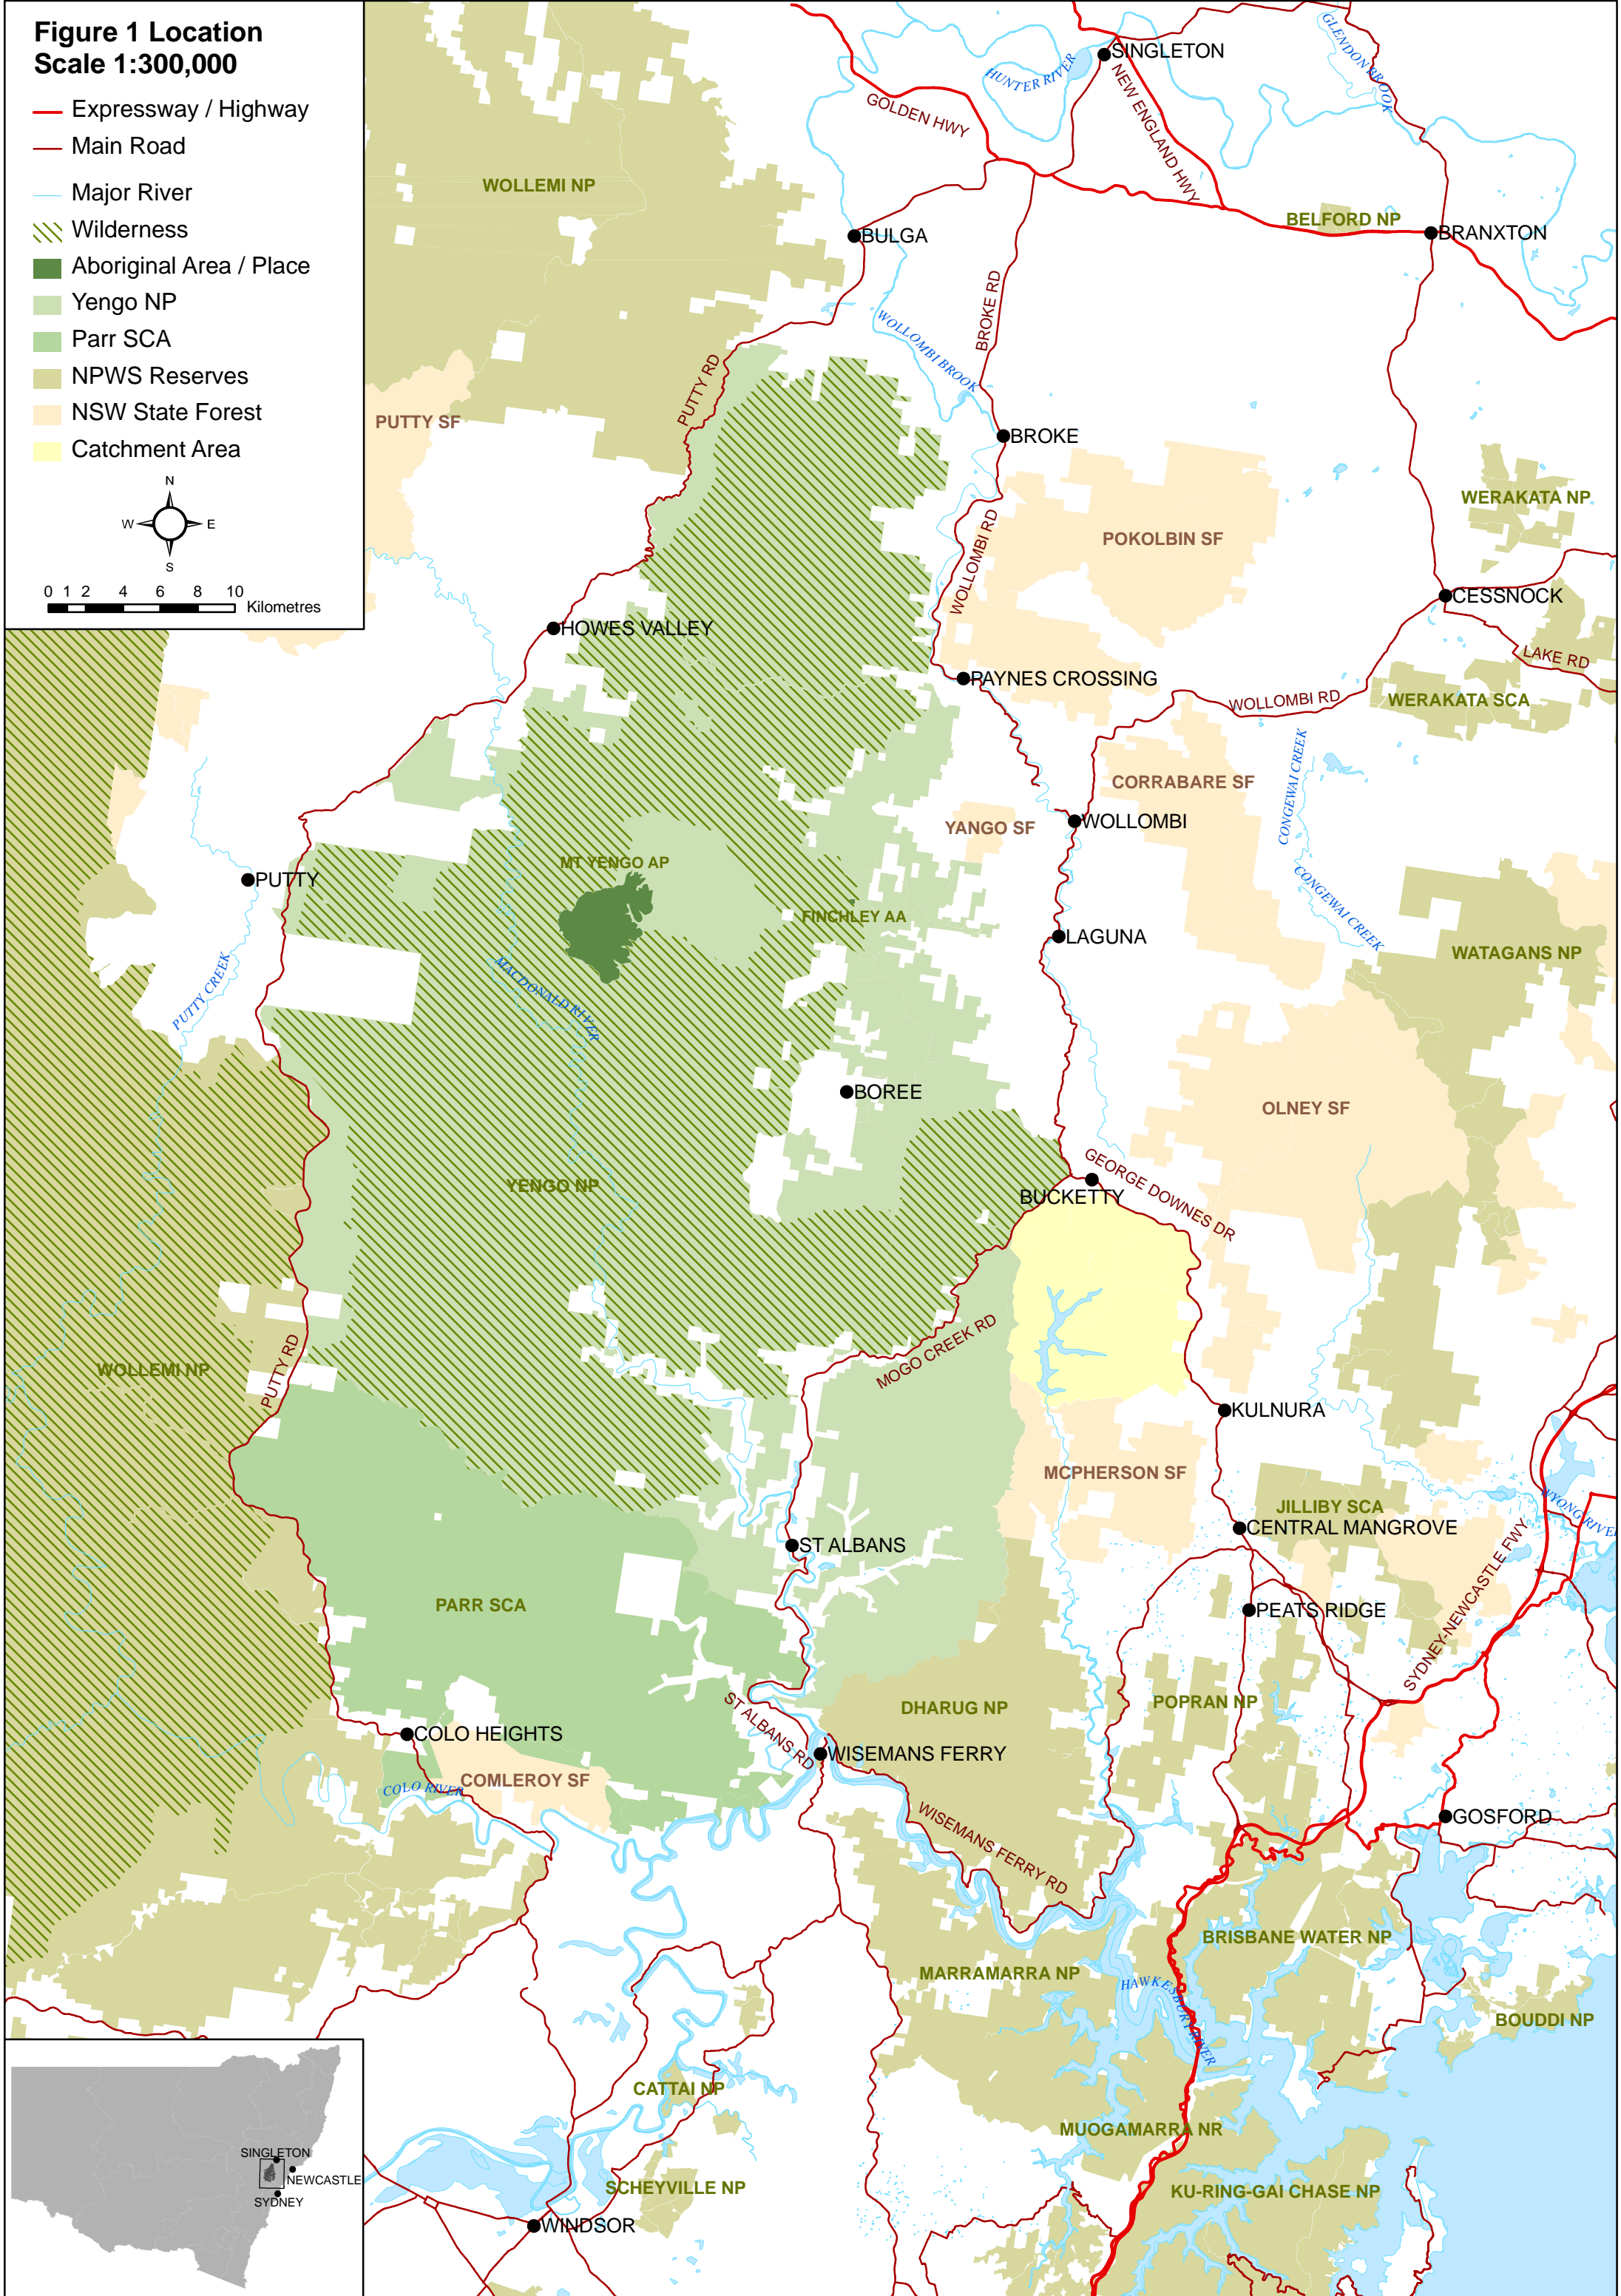 Figure 1 Location
Scale 1:300,000
Expressway / Highway
Main Road
Major River
Wilderness
Aboriginal Area / Place
Yengo NP
Parr SCA
NPWS Reserves
NSW State Forest
Catchment Area
N
W
E
S
0 1 2 4 6 8 10
Kilometres
GLENDON BROOK
SINGLETON
HUNTER RIVER
GOLDEN HWY
NEW ENGLAND HWY
WOLLEMI NP
BELFORD NP
BRANXTON
BULGA
BROKE RD
WOLLOMBI BROOK
PUTTY RD
PUTTY SF
BROKE
WERAKATA NP
POKOLBIN SF
WOLLOMBI RD
CESSNOCK
HOWES VALLEY
LAKE RD
PAYNES CROSSING
WOLLOMBI RD
WERAKATA SCA
CONGEWAI CREEK
CORRABARE SF
YANGO SF
WOLLOMBI
MT YENGO AP
PUTTY
CONGEWAI CREEK
FINCHLEY AA
LAGUNA
WATAGANS NP
PUTTY CREEK
MACDONALD RIVER
BOREE
OLNEY SF
YENGO NP
GEORGE DOWNES DR
BUCKETTY
MOGO CREEK RD
WOLLEMI NP
PUTTY RD
KULNURA
MCPHERSON SF
JILLIBY SCA
WYONG RIVER
CENTRAL MANGROVE
ST ALBANS
SYDNEY-NEWCASTLE FWY
PARR SCA
PEATS RIDGE
POPRAN NP
DHARUG NP
ST ALBANS RD
COLO HEIGHTS
WISEMANS FERRY
COMLEROY SF
COLO RIVER
WISEMANS FERRY RD
GOSFORD
BRISBANE WATER NP
MARRAMARRA NP
HAWKESBURY RIVER
BOUDDI NP
CATTAI NP
MUOGAMARRA NR
SCHEYVILLE NP
KU-RING-GAI CHASE NP
WINDSOR
SINGLETON
NEWCASTLE
SYDNEY